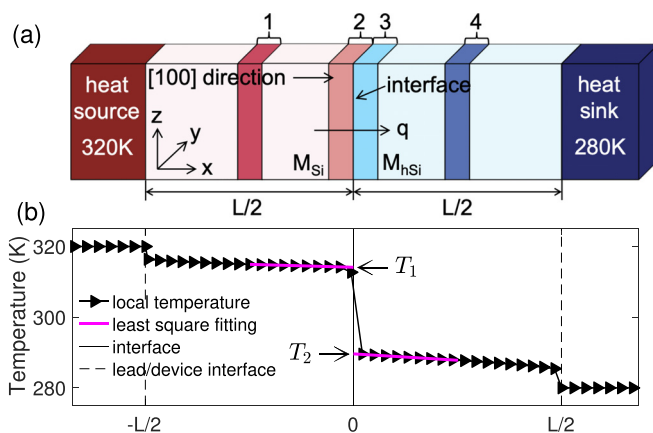 (a)
1
2
3
4
heat
source
320K
[100] direction
interface
heat
sink
280K
z
y
x
q
M_Si
M_hSi
L/2
L/2
(b)
Temperature (K)
320
300
280
T_1
T_2
local temperature
least square fitting
interface
lead/device interface
-L/2
0
L/2